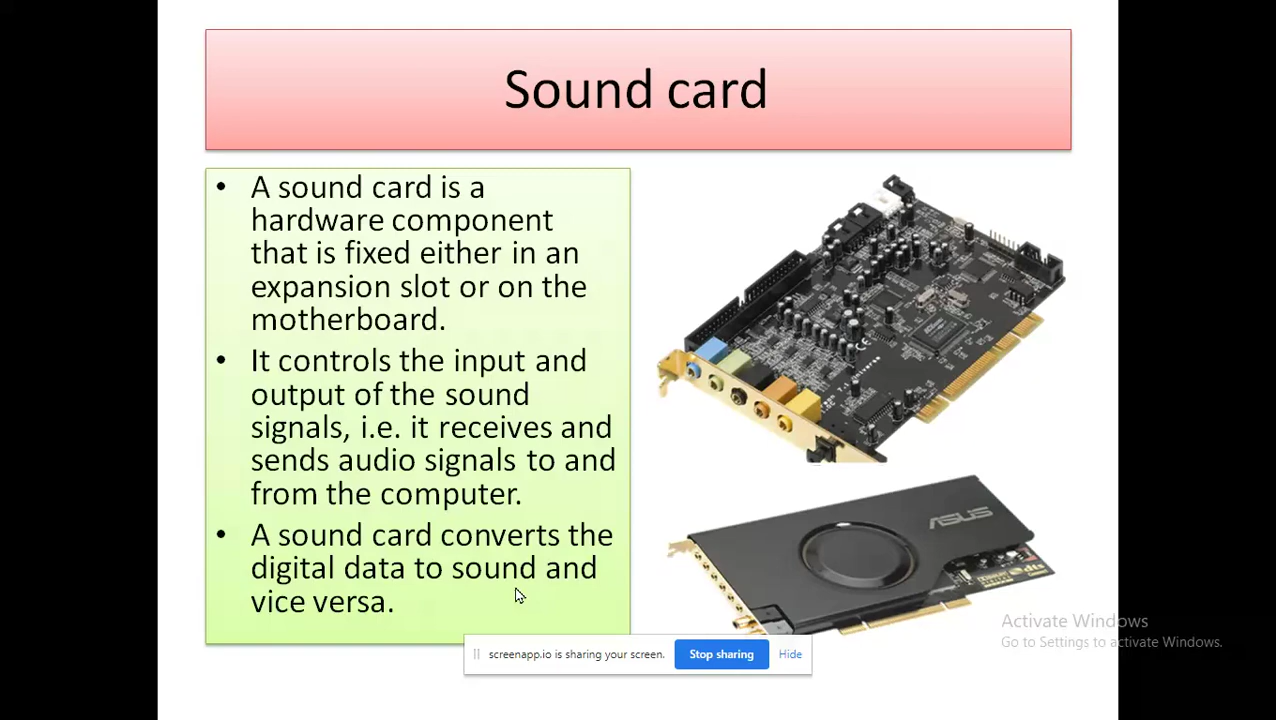 Sound card
• A sound card is a
hardware component
that is fixed either in an
expansion slot or on the
motherboard.
• It controls the input and
output of the sound
signals, i.e. it receives and
sends audio signals to and
from the computer.
• A sound card converts the
digital data to sound and
vice versa.
ASUS
dts
Activate Windows
Go to Settings to activate Windows.
screenapp.io is sharing your screen.
Stop sharing
Hide